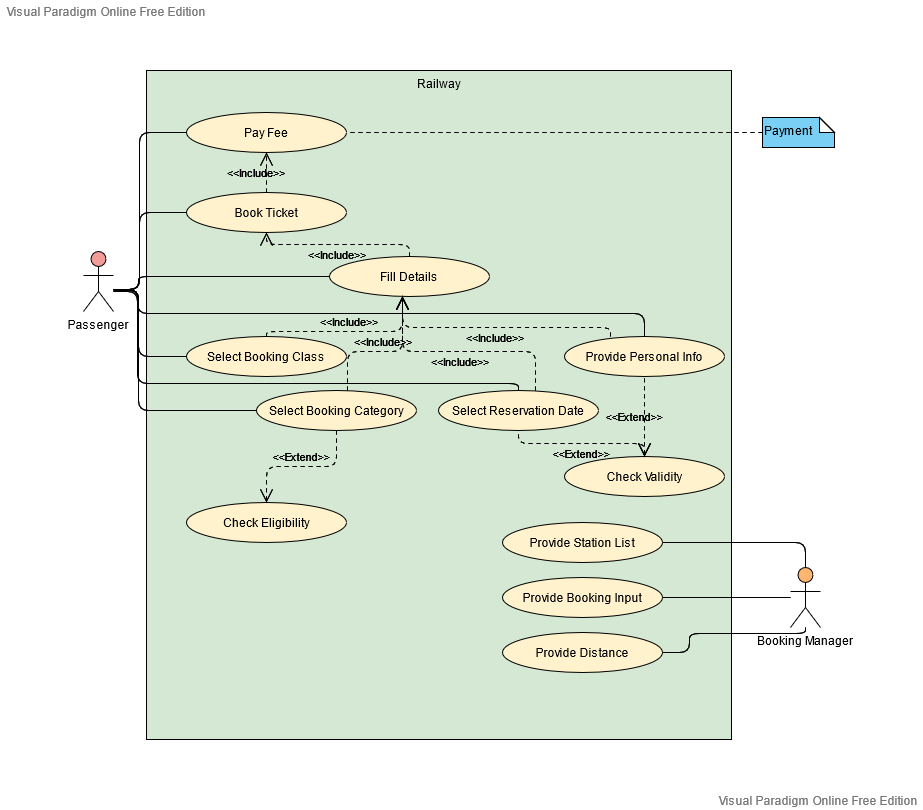 Visual Paradigm Online Free Edition
Railway
Pay Fee
Payment
<<Include>>
Book Ticket
<<Include>>
Fill Details
Passenger
<<Include>>
<<Include>>
<<Include>>
Select Booking Class
Provide Personal Info
<<Include>>
Select Booking Category
Select Reservation Date
<<Extend>>
<<Extend>>
<<Extend>>
Check Validity
Check Eligibility
Provide Station List
Provide Booking Input
Booking Manager
Provide Distance
Visual Paradigm Online Free Edition